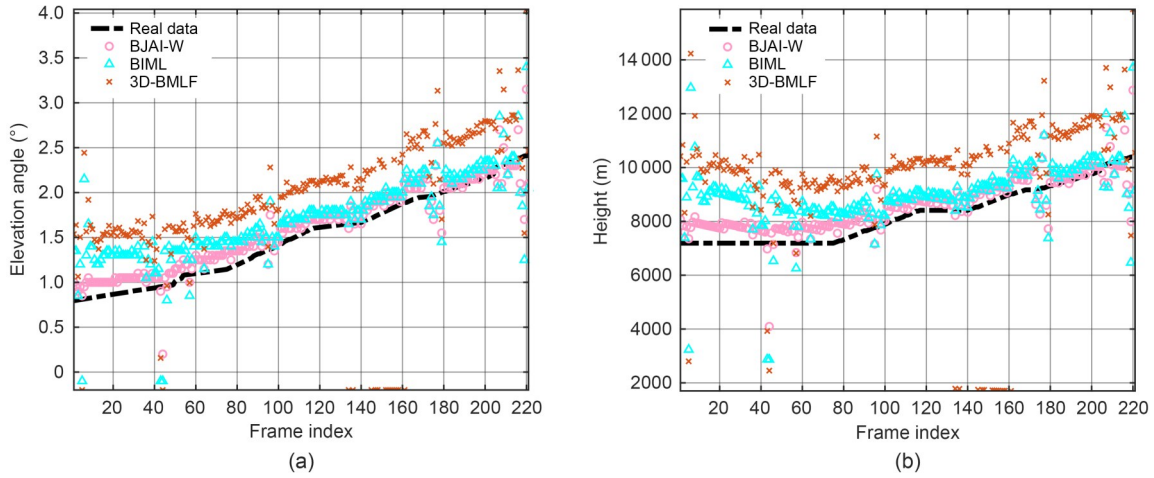 4.0
3.5
3.0
2.5
2.0
1.5
1.0
0.5
0
Elevation angle (°)
Real data
BJAI-W
BIML
3D-BMLF
20 40 60 80 100 120 140 160 180 200 220
Frame index
(a)
14 000
12 000
10 000
8000
6000
4000
2000
Height (m)
Real data
BJAI-W
BIML
3D-BMLF
20 40 60 80 100 120 140 160 180 200 220
Frame index
(b)